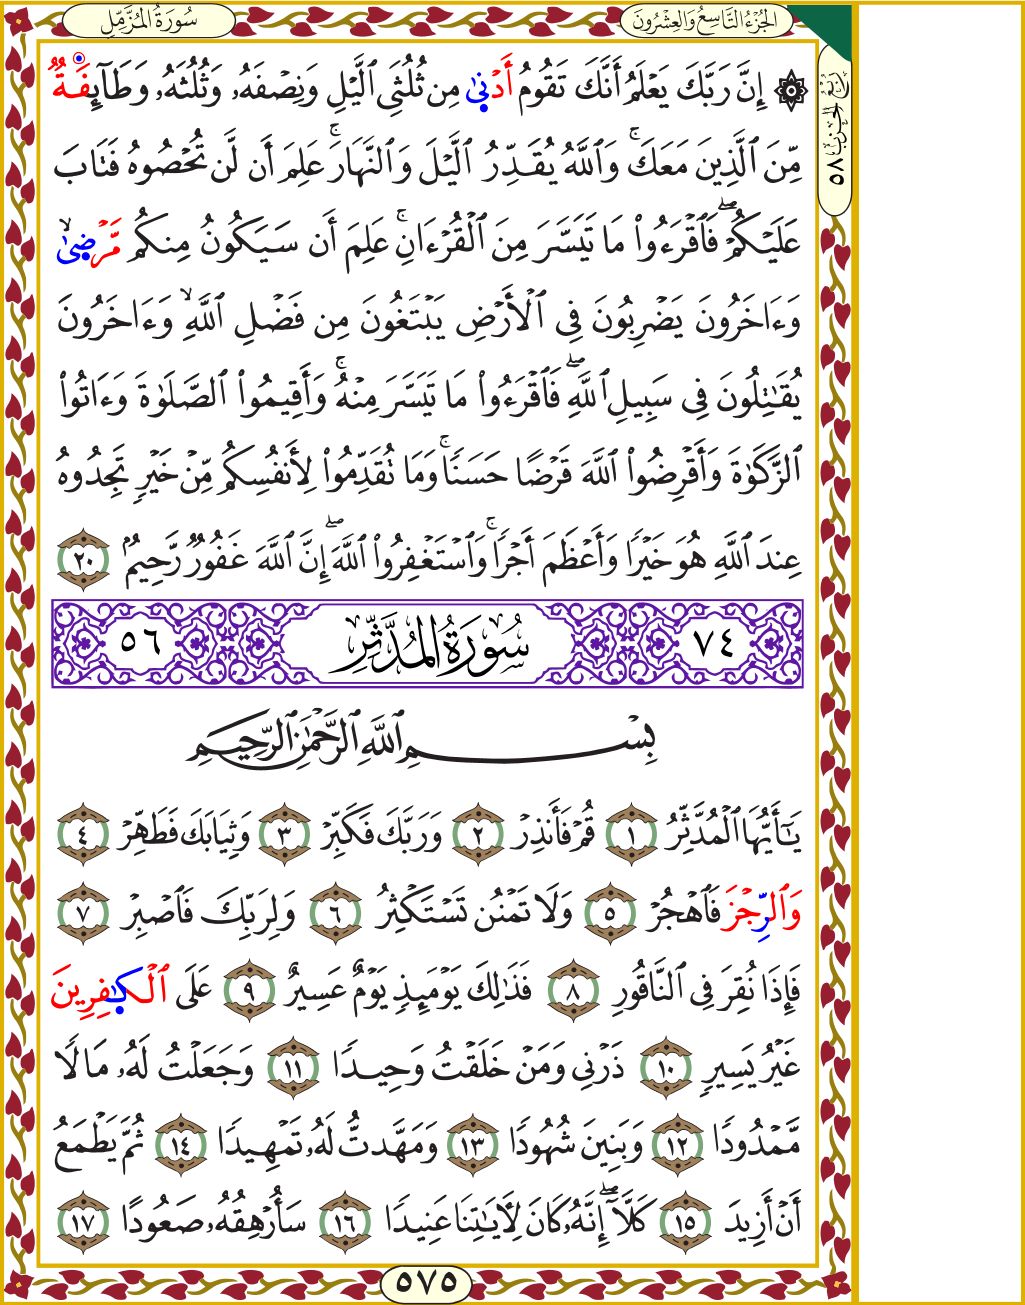 سُورَةُ المُزَّمِّل
الجُزْءُ التَّاسِعُ وَالعِشْرُونَ
رُبْعُ الحِزْبِ ٥٨
۞ إِنَّ رَبَّكَ يَعْلَمُ أَنَّكَ تَقُومُ أَدْنَىٰ مِن ثُلُثَيِ ٱلَّيْلِ وَنِصْفَهُۥ وَثُلُثَهُۥ وَطَآئِفَةٌ
مِّنَ ٱلَّذِينَ مَعَكَۚ وَٱللَّهُ يُقَدِّرُ ٱلَّيْلَ وَٱلنَّهَارَۚ عَلِمَ أَن لَّن تُحْصُوهُ فَتَابَ
عَلَيْكُمْۖ فَٱقْرَءُوا۟ مَا تَيَسَّرَ مِنَ ٱلْقُرْءَانِۚ عَلِمَ أَن سَيَكُونُ مِنكُم مَّرْضَىٰۙ
وَءَاخَرُونَ يَضْرِبُونَ فِى ٱلْأَرْضِ يَبْتَغُونَ مِن فَضْلِ ٱللَّهِۙ وَءَاخَرُونَ
يُقَٰتِلُونَ فِى سَبِيلِ ٱللَّهِۖ فَٱقْرَءُوا۟ مَا تَيَسَّرَ مِنْهُۚ وَأَقِيمُوا۟ ٱلصَّلَوٰةَ وَءَاتُوا۟
ٱلزَّكَوٰةَ وَأَقْرِضُوا۟ ٱللَّهَ قَرْضًا حَسَنًاۚ وَمَا تُقَدِّمُوا۟ لِأَنفُسِكُم مِّنْ خَيْرٍ تَجِدُوهُ
عِندَ ٱللَّهِ هُوَ خَيْرًا وَأَعْظَمَ أَجْرًاۚ وَٱسْتَغْفِرُوا۟ ٱللَّهَۖ إِنَّ ٱللَّهَ غَفُورٌ رَّحِيمٌۢ ٢٠
٧٤ سُورَةُ المُدَّثِّر ٥٦
بِسْمِ ٱللَّهِ ٱلرَّحْمَٰنِ ٱلرَّحِيمِ
يَٰٓأَيُّهَا ٱلْمُدَّثِّرُ ١ قُمْ فَأَنذِرْ ٢ وَرَبَّكَ فَكَبِّرْ ٣ وَثِيَابَكَ فَطَهِّرْ ٤
وَٱلرِّجْزَ فَٱهْجُرْ ٥ وَلَا تَمْنُن تَسْتَكْثِرُ ٦ وَلِرَبِّكَ فَٱصْبِرْ ٧
فَإِذَا نُقِرَ فِى ٱلنَّاقُورِ ٨ فَذَٰلِكَ يَوْمَئِذٍ يَوْمٌ عَسِيرٌ ٩ عَلَى ٱلْكَٰفِرِينَ
غَيْرُ يَسِيرٍ ١٠ ذَرْنِى وَمَنْ خَلَقْتُ وَحِيدًا ١١ وَجَعَلْتُ لَهُۥ مَالًا
مَّمْدُودًا ١٢ وَبَنِينَ شُهُودًا ١٣ وَمَهَّدتُّ لَهُۥ تَمْهِيدًا ١٤ ثُمَّ يَطْمَعُ
أَنْ أَزِيدَ ١٥ كَلَّآۖ إِنَّهُۥ كَانَ لِأَيَٰتِنَا عَنِيدًا ١٦ سَأُرْهِقُهُۥ صَعُودًا ١٧
٥٧٥